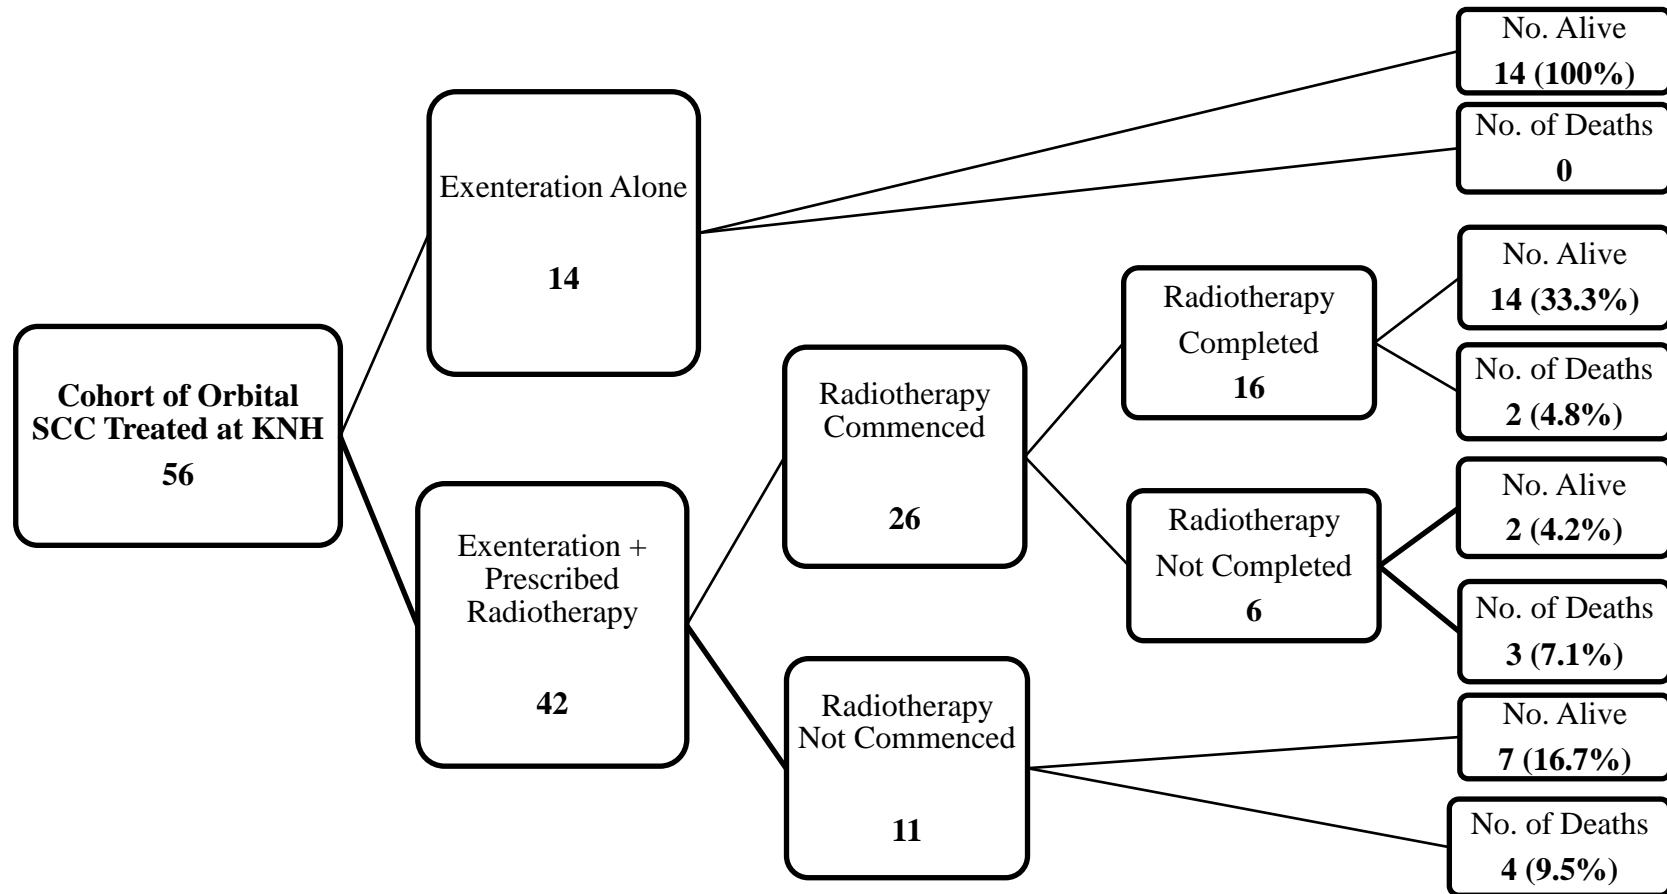 Cohort of Orbital
SCC Treated at KNH
56
Exenteration Alone
14
Exenteration +
Prescribed
Radiotherapy
42
Radiotherapy
Commenced
26
Radiotherapy
Not Commenced
11
Radiotherapy
Completed
16
Radiotherapy
Not Completed
6
No. Alive
14 (100%)
No. of Deaths
0
No. Alive
14 (33.3%)
No. of Deaths
2 (4.8%)
No. Alive
2 (4.2%)
No. of Deaths
3 (7.1%)
No. Alive
7 (16.7%)
No. of Deaths
4 (9.5%)